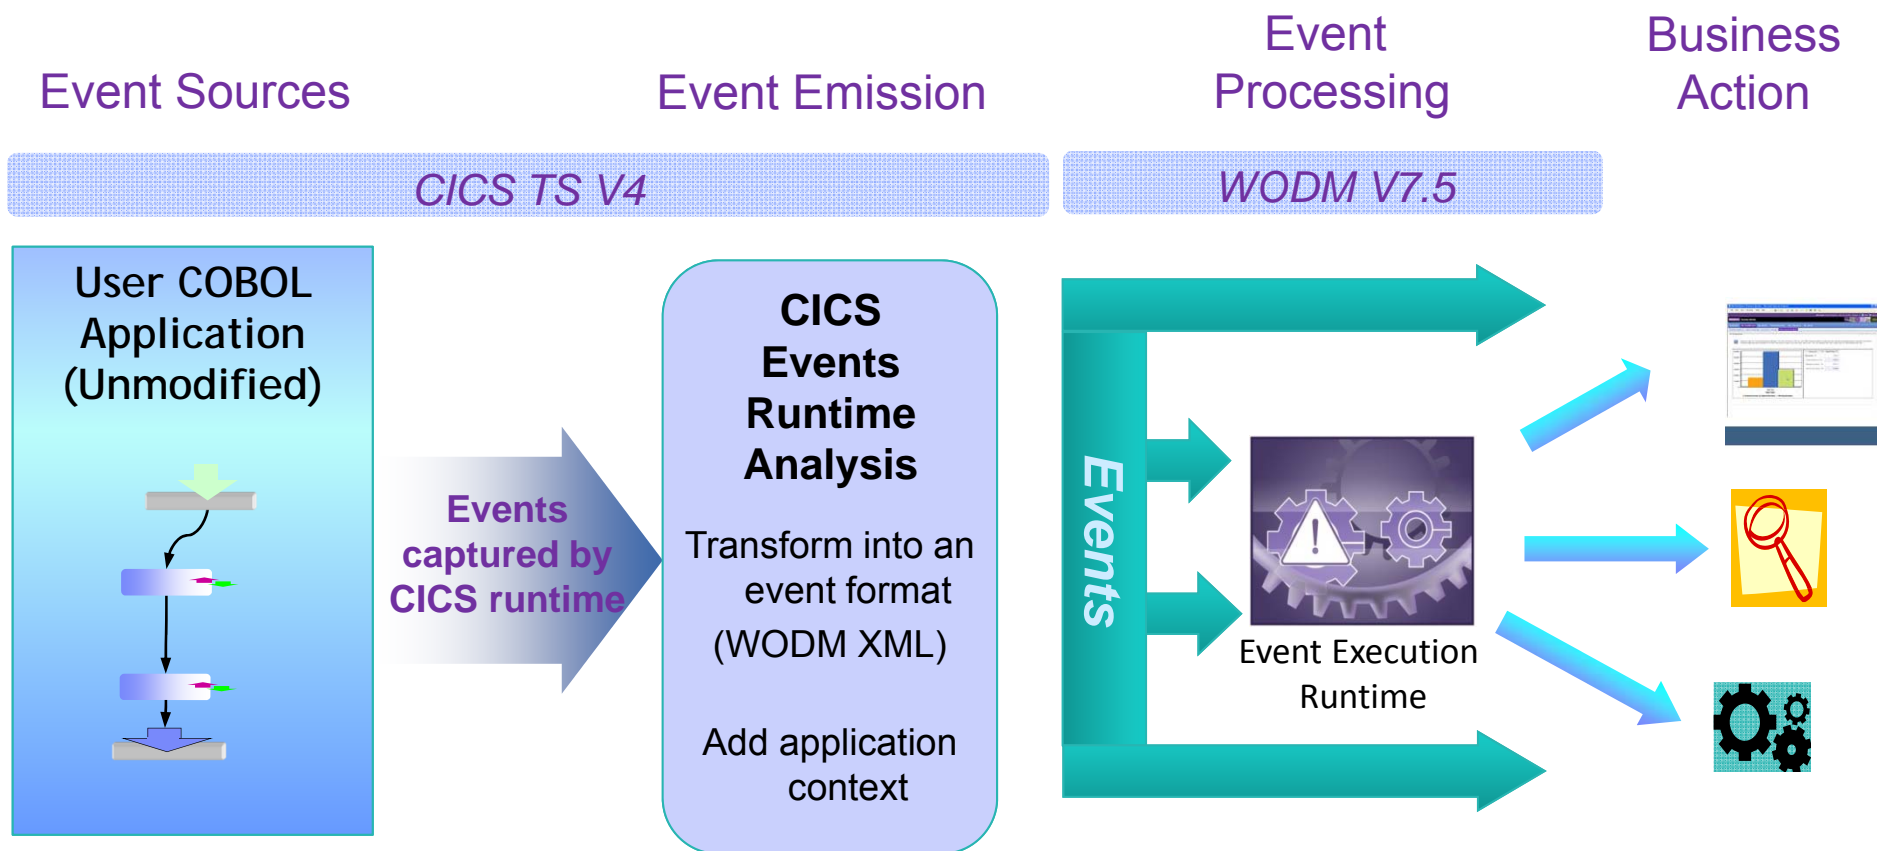 Event Sources
Event Emission
Event
Processing
Business
Action
CICS TS V4
WODM V7.5
User COBOL
Application
(Unmodified)
Events
captured by
CICS runtime
CICS
Events
Runtime
Analysis
Transform into an
event format
(WODM XML)
Add application
context
Events
Event Execution
Runtime